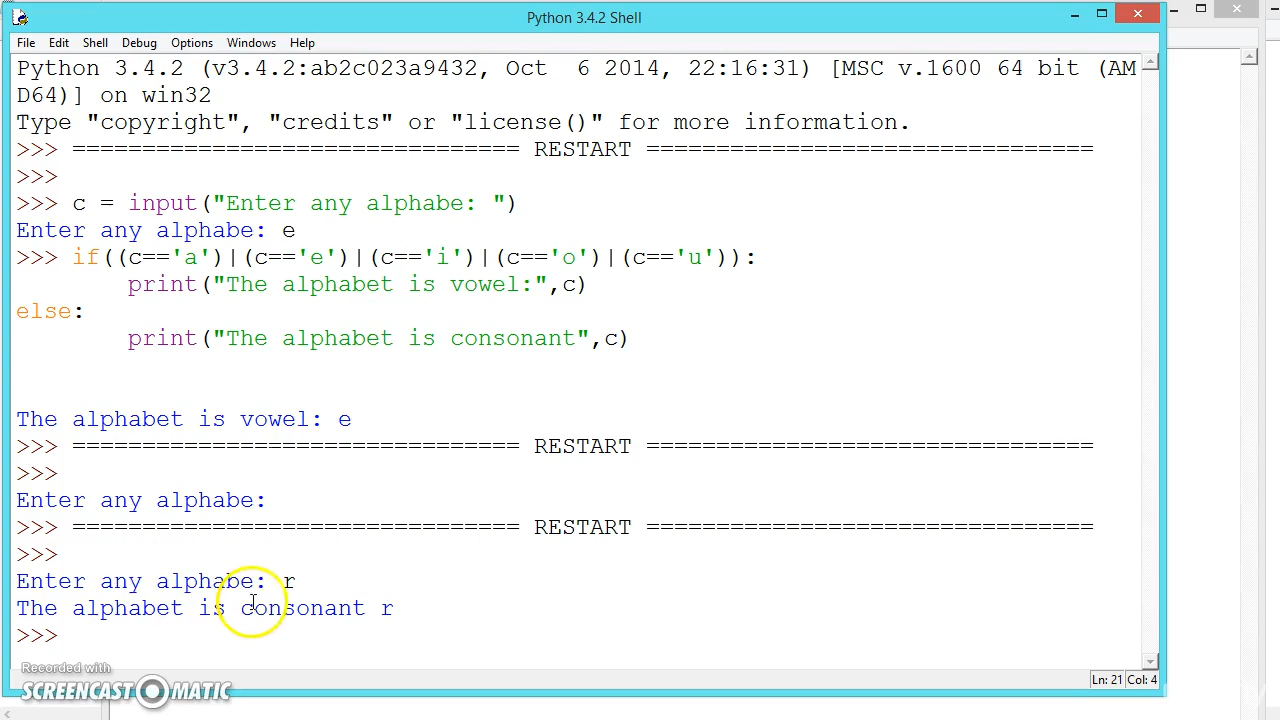 Python 3.4.2 Shell
File Edit Shell Debug Options Windows Help
Python 3.4.2 (v3.4.2:ab2c023a9432, Oct  6 2014, 22:16:31) [MSC v.1600 64 bit (AM
D64)] on win32
Type "copyright", "credits" or "license()" for more information.
>>> ================================ RESTART ================================
>>>
>>> c = input("Enter any alphabe: ")
Enter any alphabe: e
>>> if((c=='a')|(c=='e')|(c=='i')|(c=='o')|(c=='u')):
        print("The alphabet is vowel:",c)
else:
        print("The alphabet is consonant",c)
The alphabet is vowel: e
>>> ================================ RESTART ================================
>>>
Enter any alphabe:
>>> ================================ RESTART ================================
>>>
Enter any alphabe: r
The alphabet is consonant r
>>>
Recorded with
SCREENCAST MATIC
Ln: 21 Col: 4